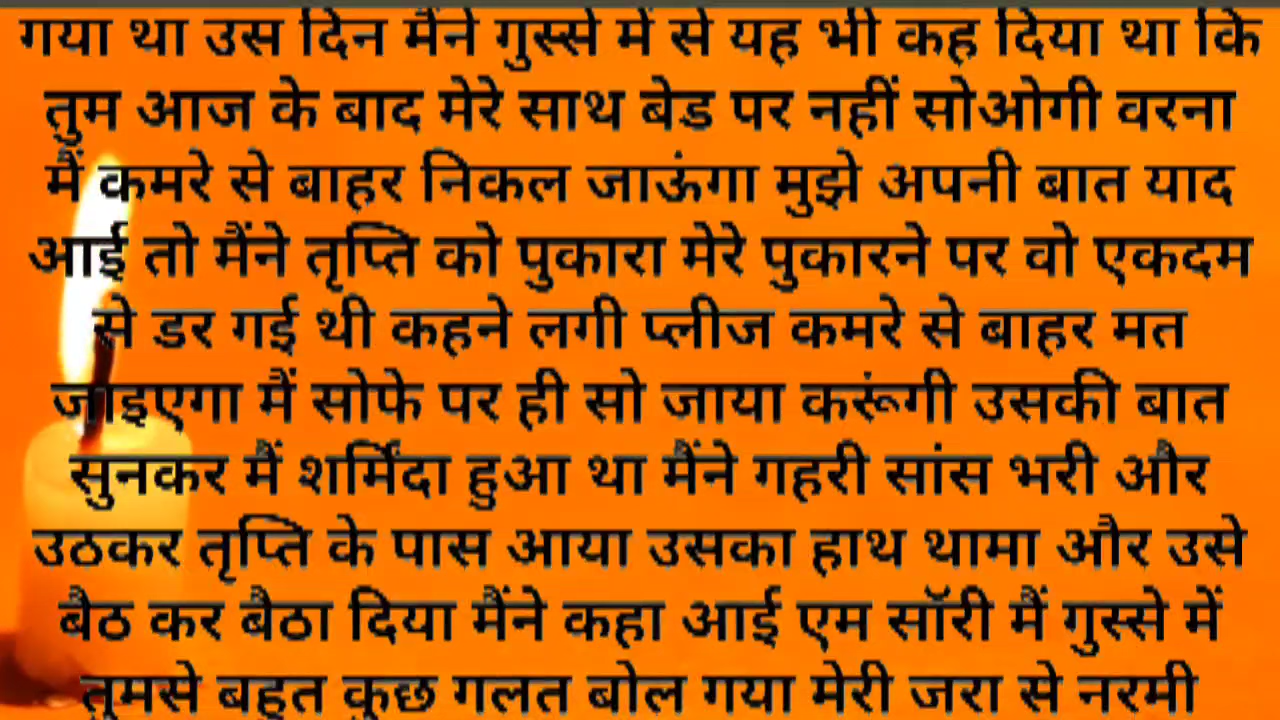 गया था उस दिन मैंने गुस्से में से यह भी कह दिया था कि
तुम आज के बाद मेरे साथ बेड पर नहीं सोओगी वरना
मैं कमरे से बाहर निकल जाऊंगा मुझे अपनी बात याद
आई तो मैंने तृप्ति को पुकारा मेरे पुकारने पर वो एकदम
से डर गई थी कहने लगी प्लीज कमरे से बाहर मत
जाइएगा मैं सोफे पर ही सो जाया करूंगी उसकी बात
सुनकर मैं शर्मिंदा हुआ था मैंने गहरी सांस भरी और
उठकर तृप्ति के पास आया उसका हाथ थामा और उसे
बैठ कर बैठा दिया मैंने कहा आई एम सॉरी मैं गुस्से में
तुमसे बहुत कुछ गलत बोल गया मेरी जरा से नरमी